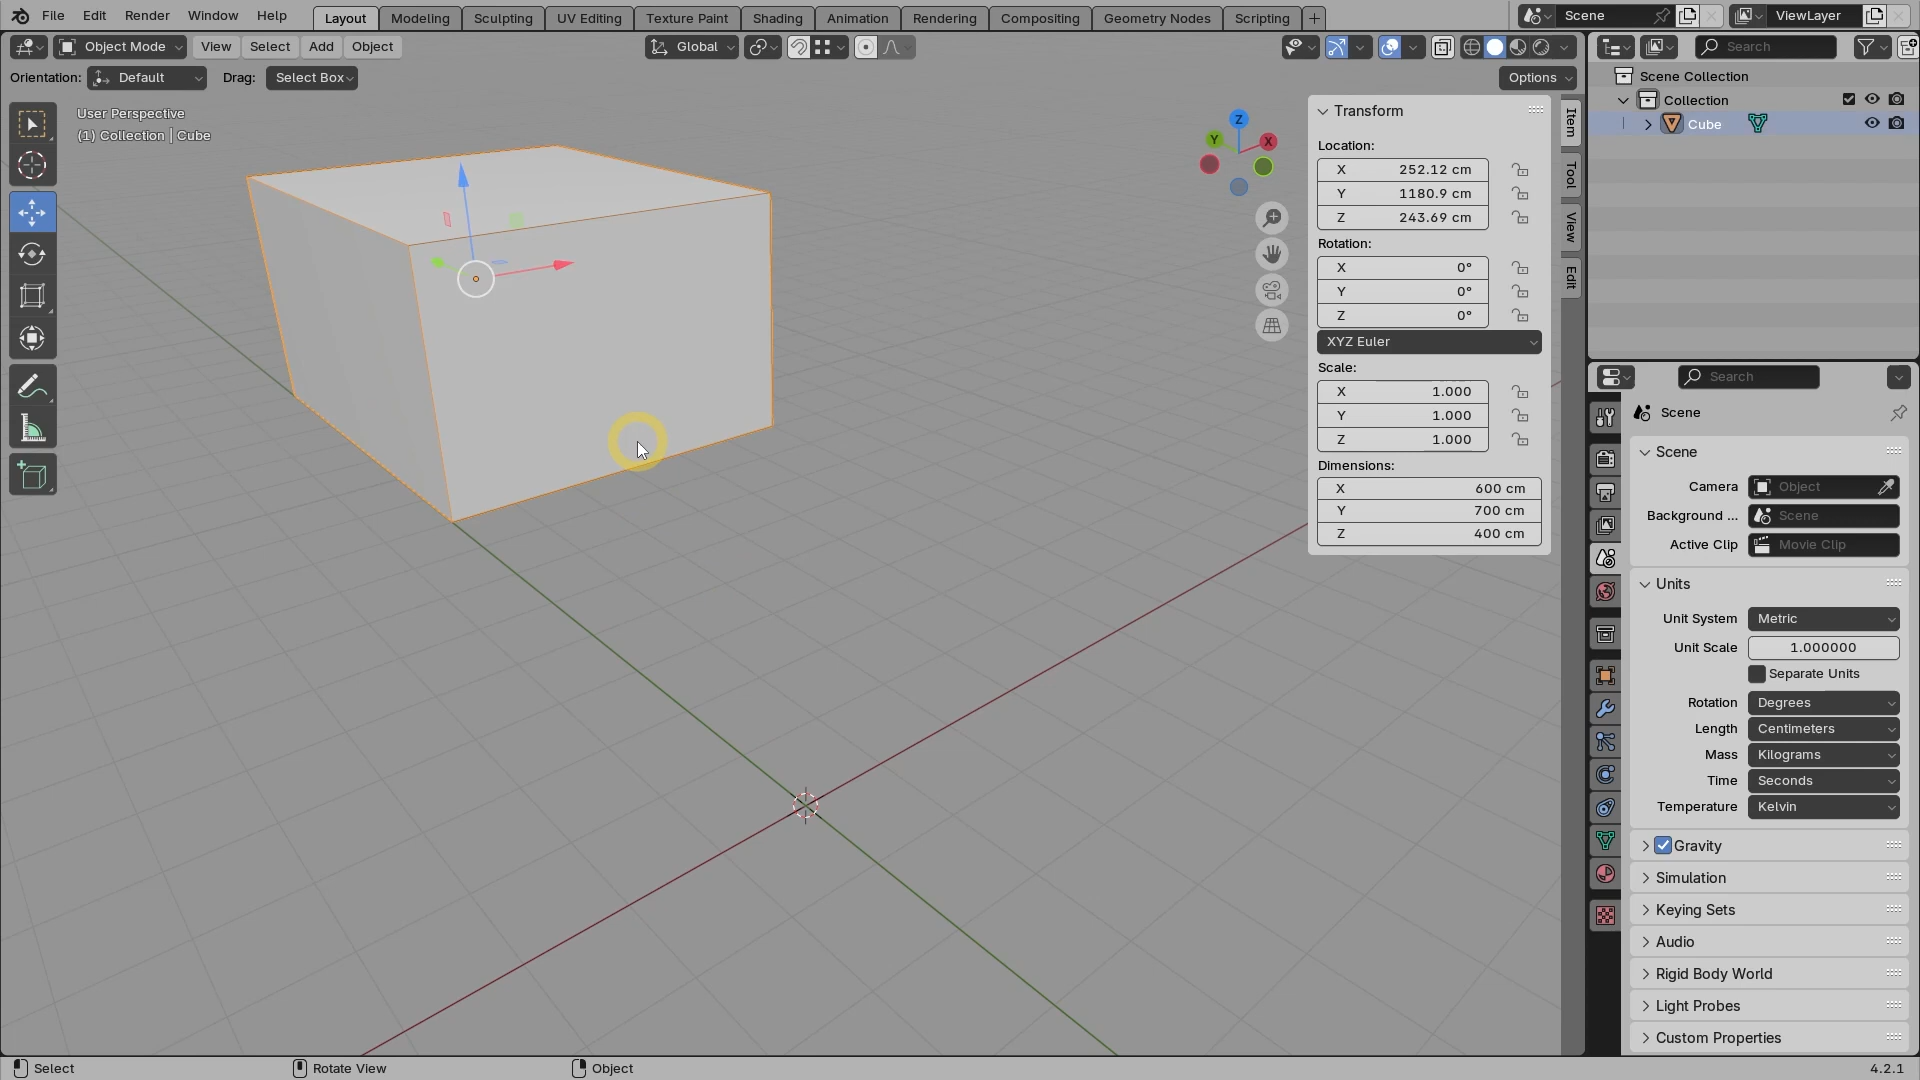 File Edit Render Window Help Layout Modeling Sculpting UV Editing Texture Paint Shading Animation Rendering Compositing Geometry Nodes Scripting + Scene ViewLayer
Object Mode View Select Add Object Global Search
Orientation: Default Drag: Select Box Options
User Perspective
(1) Collection | Cube
Z
Y
X
Transform
Location:
X 252.12 cm
Y 1180.9 cm
Z 243.69 cm
Rotation:
X 0°
Y 0°
Z 0°
XYZ Euler
Scale:
X 1.000
Y 1.000
Z 1.000
Dimensions:
X 600 cm
Y 700 cm
Z 400 cm
Item
Tool
View
Edit
Scene Collection
Collection
Cube
Search
Scene
Scene
Camera Object
Background ... Scene
Active Clip Movie Clip
Units
Unit System Metric
Unit Scale 1.000000
Separate Units
Rotation Degrees
Length Centimeters
Mass Kilograms
Time Seconds
Temperature Kelvin
Gravity
Simulation
Keying Sets
Audio
Rigid Body World
Light Probes
Custom Properties
Select Rotate View Object 4.2.1